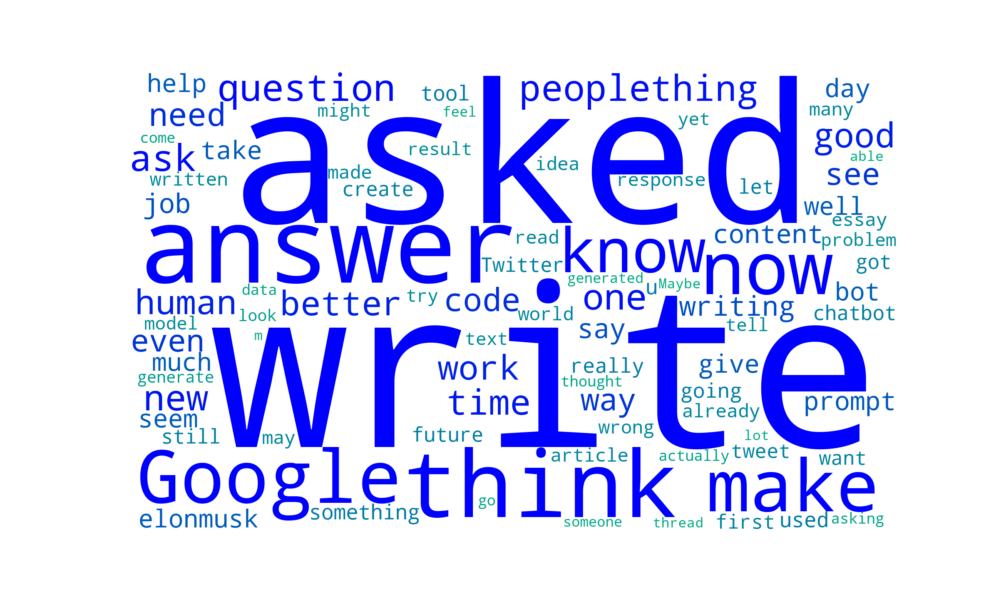 help question tool peoplething day
need might feel yet many
come asked good
ask take result idea able
written made create response let see
job well essay
answer read know content problem
Twitter now got
human data better try code generated one u Maybe writing bot
look world chatbot
model m write say tell
even text
much work really give
generate thought going
new time way already prompt
seem wrong
still may future lot
article actually tweet want
Google think make
go
elonmusk something someone thread first used asking